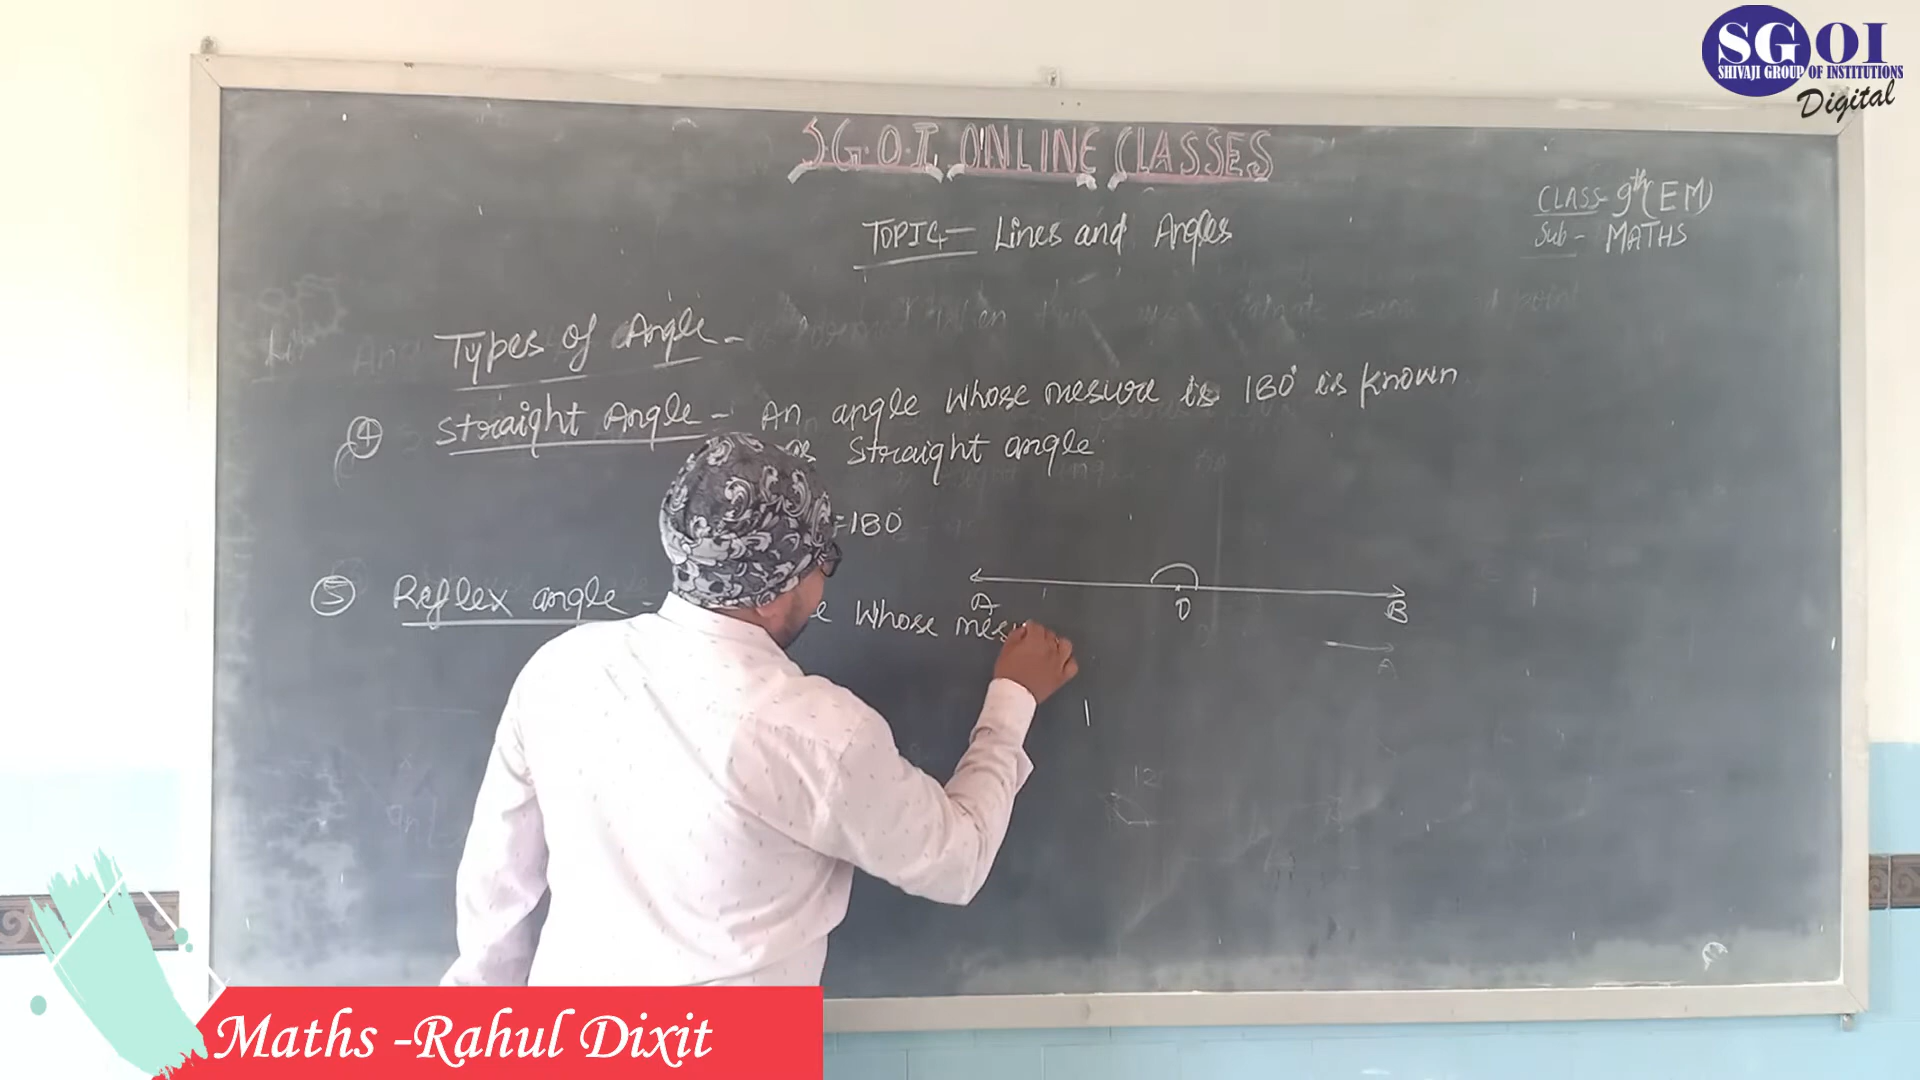 SGOI
SHIVAJI GROUP OF INSTITUTIONS
Digital
S.G.O.I. ONLINE CLASSES
CLASS- 9th (EM)
Sub - MATHS
TOPIC- Lines and Angles
Types of Angle -
④ Straight Angle - An angle whose mesure is 180° is known
as Straight angle
=180°
A O B
⑤ Reflex angle - whose mesu
A
Maths -Rahul Dixit